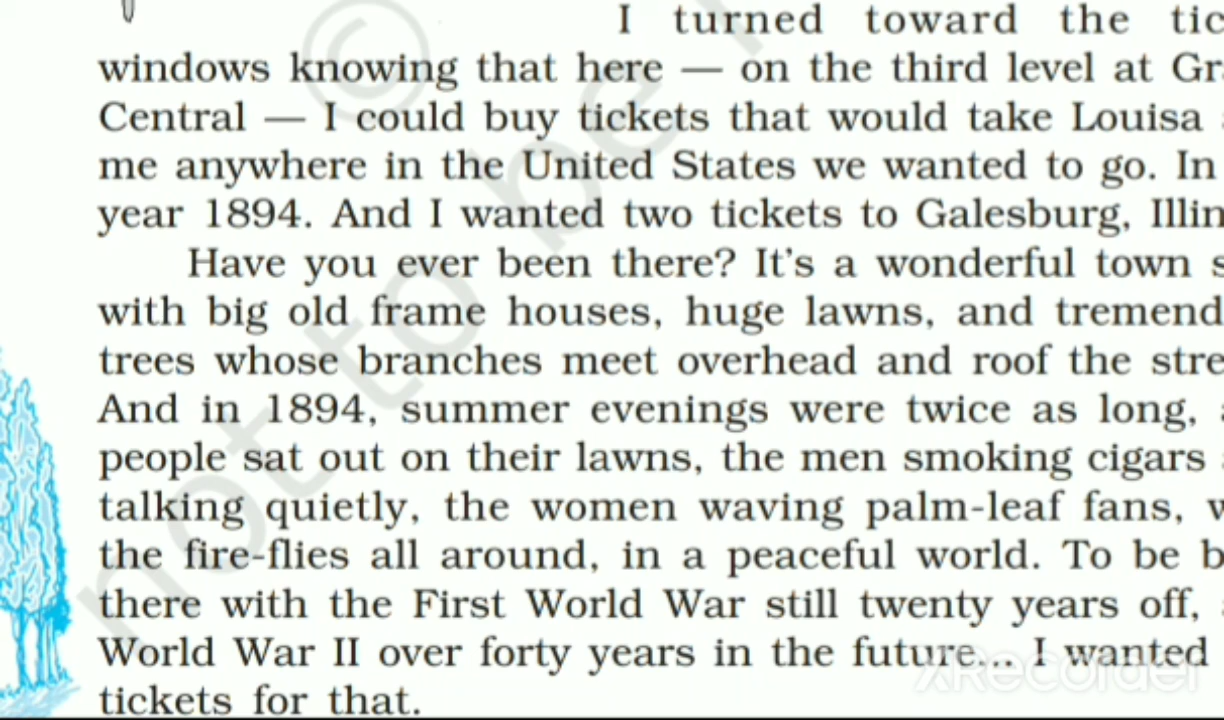 I turned toward the tic
windows knowing that here — on the third level at Gr
Central — I could buy tickets that would take Louisa
me anywhere in the United States we wanted to go. In
year 1894. And I wanted two tickets to Galesburg, Illin
Have you ever been there? It's a wonderful town s
with big old frame houses, huge lawns, and tremend
trees whose branches meet overhead and roof the stre
And in 1894, summer evenings were twice as long,
people sat out on their lawns, the men smoking cigars
talking quietly, the women waving palm-leaf fans, w
the fire-flies all around, in a peaceful world. To be b
there with the First World War still twenty years off,
World War II over forty years in the future... I wanted
tickets for that.
© not to be
XRecorder